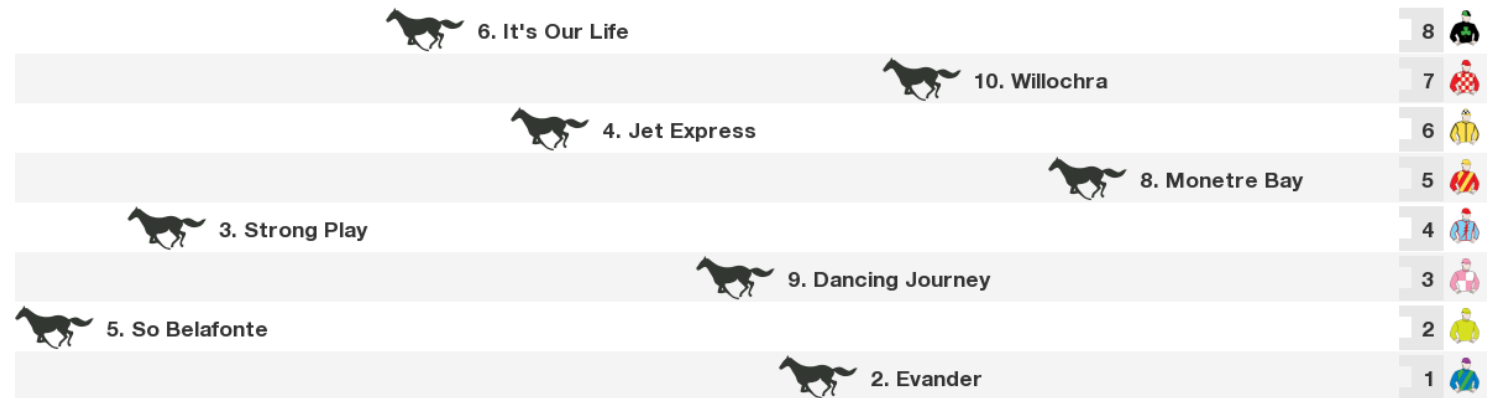 6. It's Our Life 8
10. Willochra 7
4. Jet Express 6
8. Monetre Bay 5
3. Strong Play 4
9. Dancing Journey 3
5. So Belafonte 2
2. Evander 1